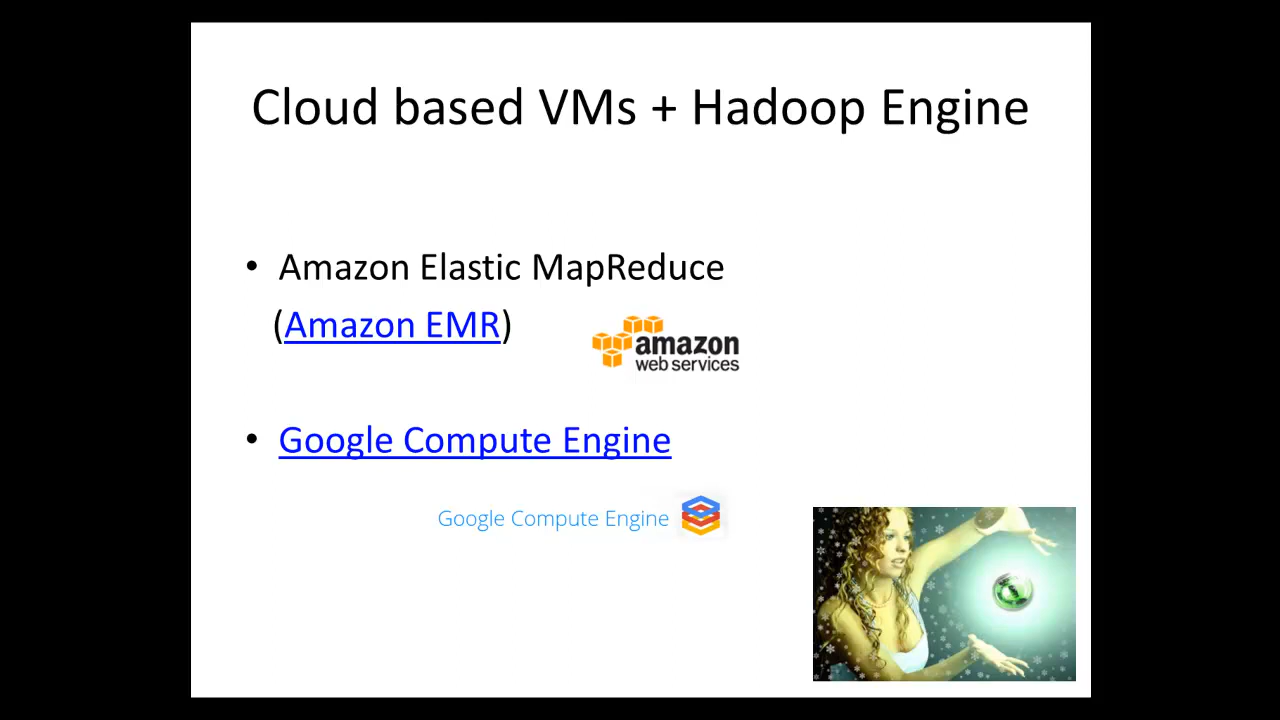 Cloud based VMs + Hadoop Engine
• Amazon Elastic MapReduce
(Amazon EMR)
amazon
web services
• Google Compute Engine
Google Compute Engine